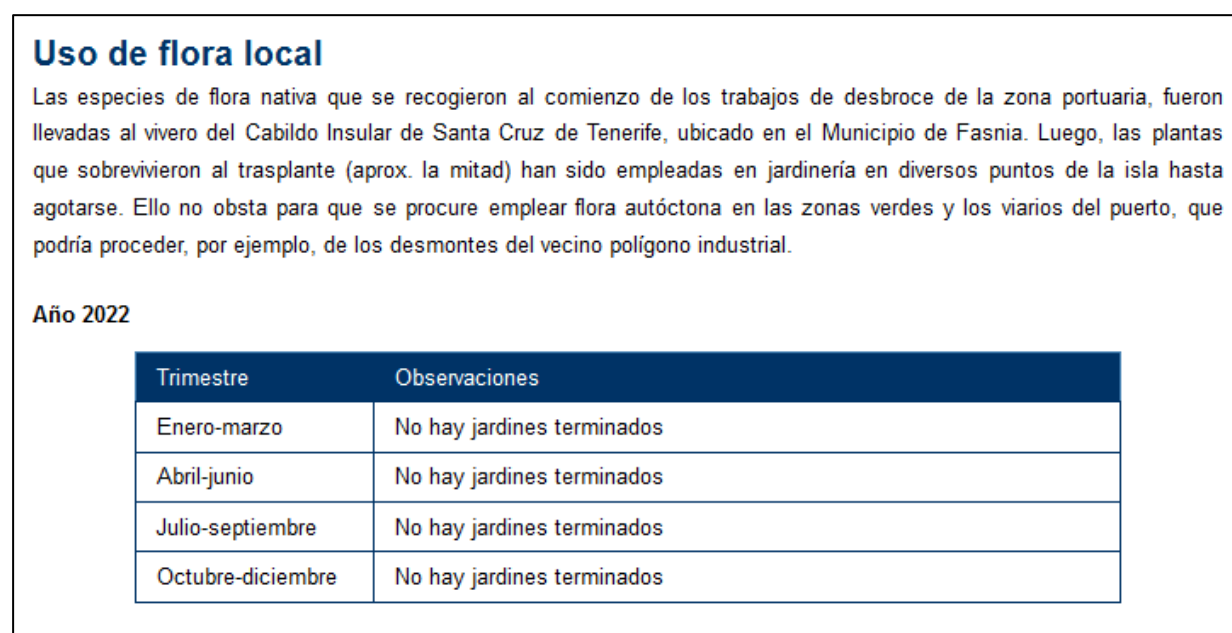 Uso de flora local
Las especies de flora nativa que se recogieron al comienzo de los trabajos de desbroce de la zona portuaria, fueron
llevadas al vivero del Cabildo Insular de Santa Cruz de Tenerife, ubicado en el Municipio de Fasnia. Luego, las plantas
que sobrevivieron al trasplante (aprox. la mitad) han sido empleadas en jardinería en diversos puntos de la isla hasta
agotarse. Ello no obsta para que se procure emplear flora autóctona en las zonas verdes y los viarios del puerto, que
podría proceder, por ejemplo, de los desmontes del vecino polígono industrial.
Año 2022
Trimestre Observaciones
Enero-marzo No hay jardines terminados
Abril-junio No hay jardines terminados
Julio-septiembre No hay jardines terminados
Octubre-diciembre No hay jardines terminados